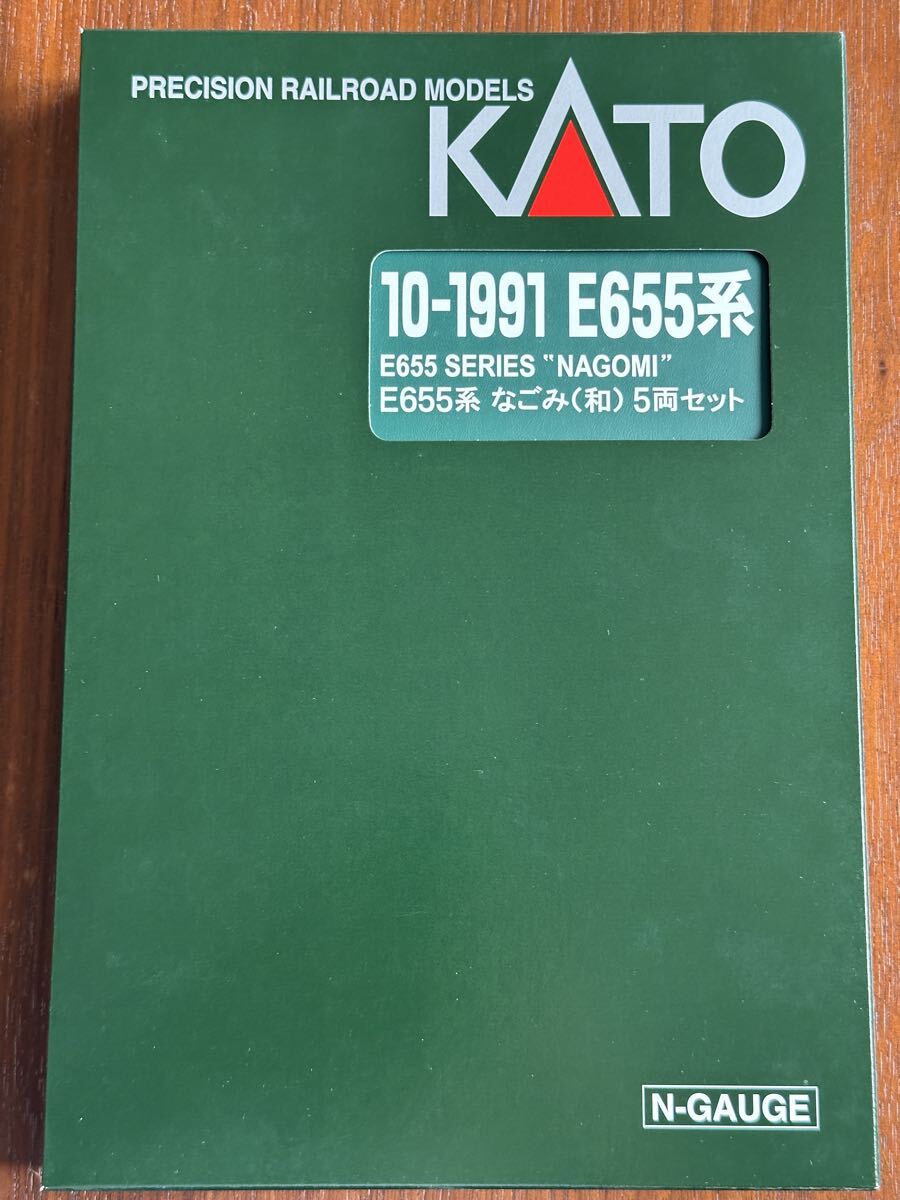 PRECISION RAILROAD MODELS
KATO
10-1991 E655系
E655 SERIES “NAGOMI”
E655系 なごみ(和) 5両セット
N-GAUGE